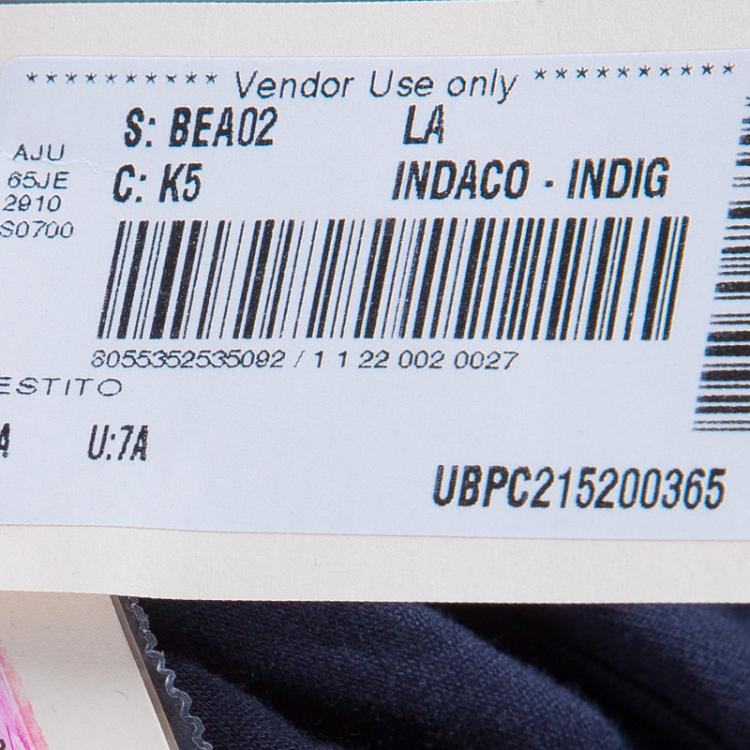 ********** Vendor Use only **********
S: BEA02 LA
AJU
C: K5 INDACO - INDIG
65JE
2910
S0700
8055352535092 / 1 1 22 002 0027
ESTITO
A U:7A
UBPC215200365